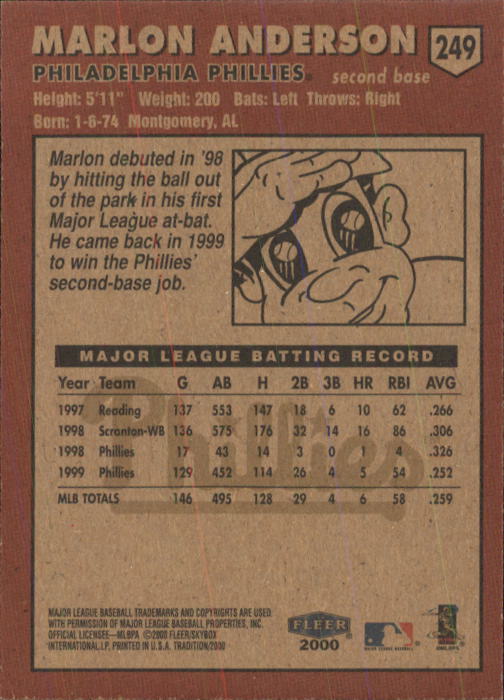 MARLON ANDERSON 249
PHILADELPHIA PHILLIES® second base
Height: 5'11" Weight: 200 Bats: Left Throws: Right
Born: 1-6-74 Montgomery, AL
Marlon debuted in '98
by hitting the ball out
of the park in his first
Major League at-bat.
He came back in 1999
to win the Phillies'
second-base job.
MAJOR LEAGUE BATTING RECORD
Year Team G AB H 2B 3B HR RBI AVG
1997 Reading 137 553 147 18 6 10 62 .266
1998 Scranton-WB 136 575 176 32 14 16 86 .306
1998 Phillies 17 43 14 3 0 1 4 .326
1999 Phillies 129 452 114 26 4 5 54 .252
MLB TOTALS 146 495 128 29 4 6 58 .259
Phillies
MAJOR LEAGUE BASEBALL TRADEMARKS AND COPYRIGHTS ARE USED
WITH PERMISSION OF MAJOR LEAGUE BASEBALL PROPERTIES, INC.
OFFICIAL LICENSEE—MLBPA ©2000 FLEER/SKYBOX
INTERNATIONAL LP. PRINTED IN U.S.A. TRADITION/2000
FLEER
2000
MAJOR LEAGUE BASEBALL
©MLBPA